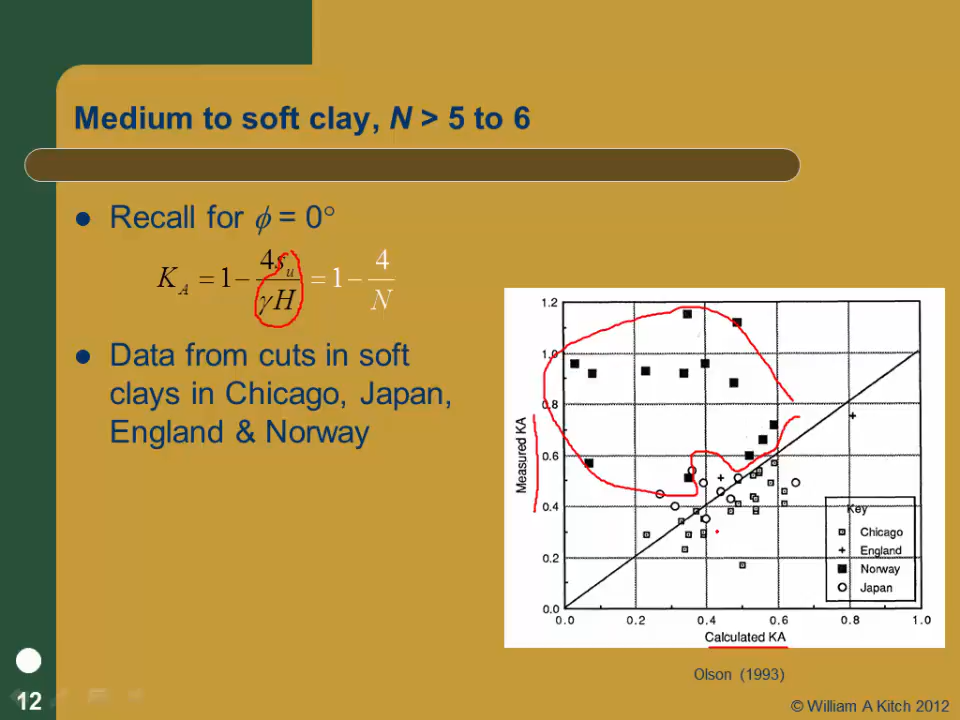 Medium to soft clay, N > 5 to 6
Recall for ϕ = 0°
K_A = 1 − 4s_u / γH = 1 − 4 / N
Data from cuts in soft
clays in Chicago, Japan,
England & Norway
1.2
1.0
0.8
0.6
0.4
0.2
0.0
Measured KA
0.0 0.2 0.4 0.6 0.8 1.0
Calculated KA
Key
Chicago
England
Norway
Japan
Olson (1993)
12
© William A Kitch 2012